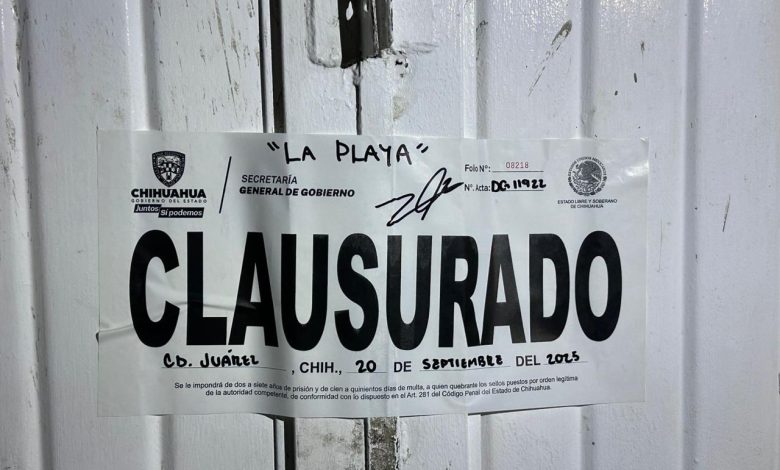 "LA PLAYA"
CHIHUAHUA
GOBIERNO DEL ESTADO
Juntos Sí podemos
SECRETARÍA
GENERAL DE GOBIERNO
Folio Nº: 08218
Nº. Acta: DG 11922
ESTADO LIBRE Y SOBERANO
DE CHIHUAHUA
CLAUSURADO
CD. JUÁREZ, CHIH., 20 DE SEPTIEMBRE DEL 2025
Se le impondrá de dos a siete años de prisión y de cien a quinientos días de multa, a quien quebrante los sellos puestos por orden legítima
de la autoridad competente, de conformidad con lo dispuesto en el Art. 281 del Código Penal del Estado de Chihuahua.